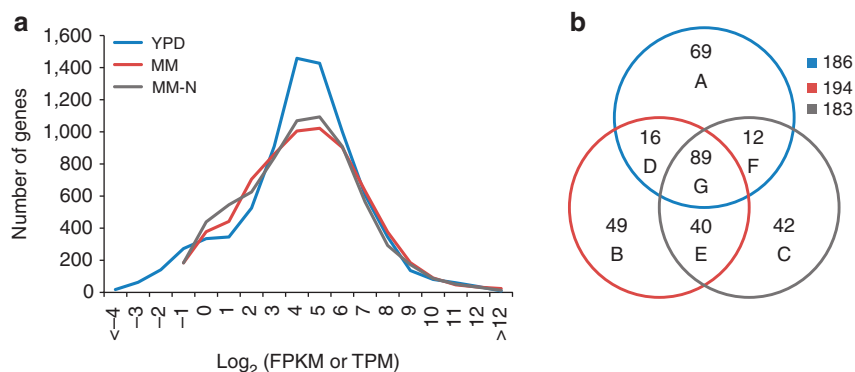 a
Number of genes
1,600
1,400
1,200
1,000
800
600
400
200
0
YPD
MM
MM-N
<–4
–3
–2
–1
0
1
2
3
4
5
6
7
8
9
10
11
12
>12
Log2 (FPKM or TPM)
b
69
A
186
194
183
16
D
12
F
89
G
49
B
40
E
42
C